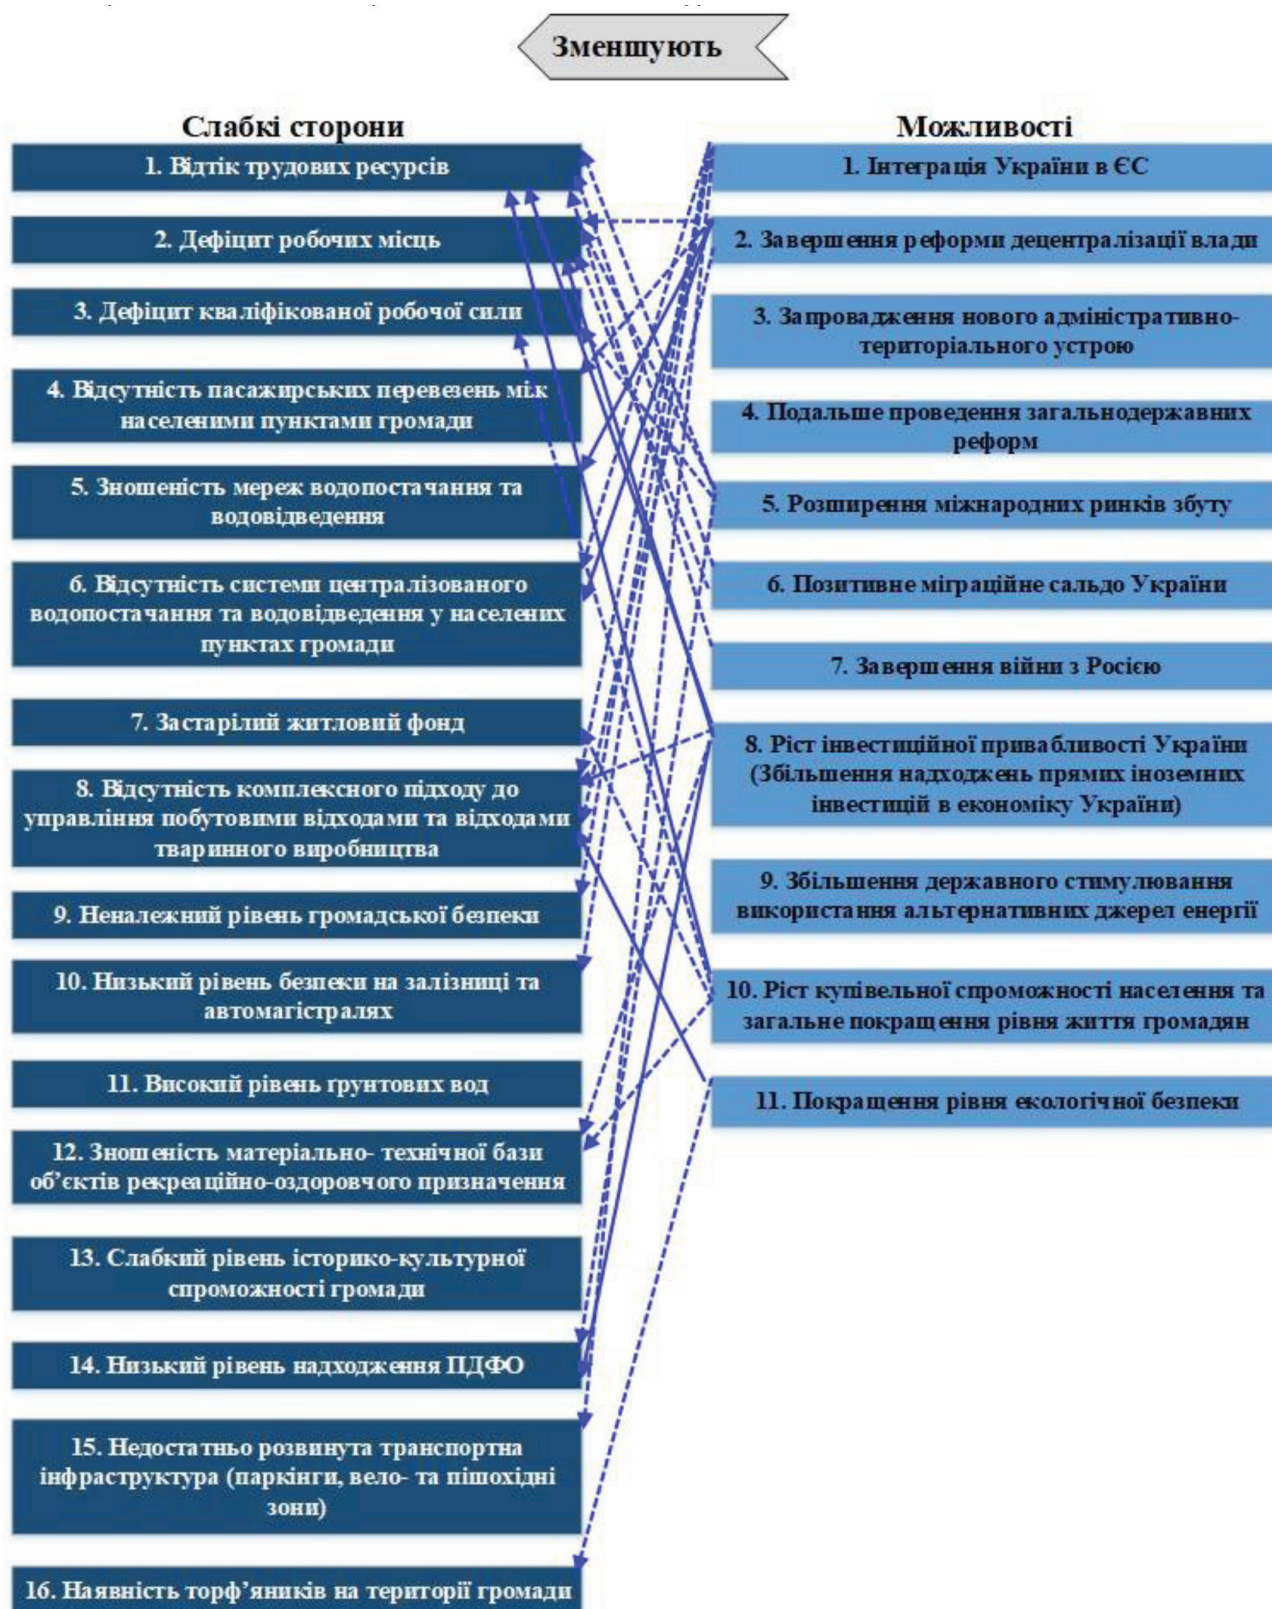 Зменшують
Слабкі сторони
1. Відтік трудових ресурсів
2. Дефіцит робочих місць
3. Дефіцит кваліфікованої робочої сили
4. Відсутність пасажирських перевезень між
населеними пунктами громади
5. Зношеність мереж водопостачання та
водовідведення
6. Відсутність системи централізованого
водопостачання та водовідведення у населених
пунктах громади
7. Застарілий житловий фонд
8. Відсутність комплексного підходу до
управління побутовими відходами та відходами
тваринного виробництва
9. Неналежний рівень громадської безпеки
10. Низький рівень безпеки на залізниці та
автомагістралях
11. Високий рівень ґрунтових вод
12. Зношеність матеріально- технічної бази
об’єктів рекреаційно-оздоровчого призначення
13. Слабкий рівень історико-культурної
спроможності громади
14. Низький рівень надходження ПДФО
15. Недостатньо розвинута транспортна
інфраструктура (паркінги, вело- та пішохідні
зони)
16. Наявність торф’яників на території громади
Можливості
1. Інтеграція України в ЄС
2. Завершення реформи децентралізації влади
3. Запровадження нового адміністративно-
територіального устрою
4. Подальше проведення загальнодержавних
реформ
5. Розширення міжнародних ринків збуту
6. Позитивне міграційне сальдо України
7. Завершення війни з Росією
8. Ріст інвестиційної привабливості України
(Збільшення надходжень прямих іноземних
інвестицій в економіку України)
9. Збільшення державного стимулювання
використання альтернативних джерел енергії
10. Ріст купівельної спроможності населення та
загальне покращення рівня життя громадян
11. Покращення рівня екологічної безпеки